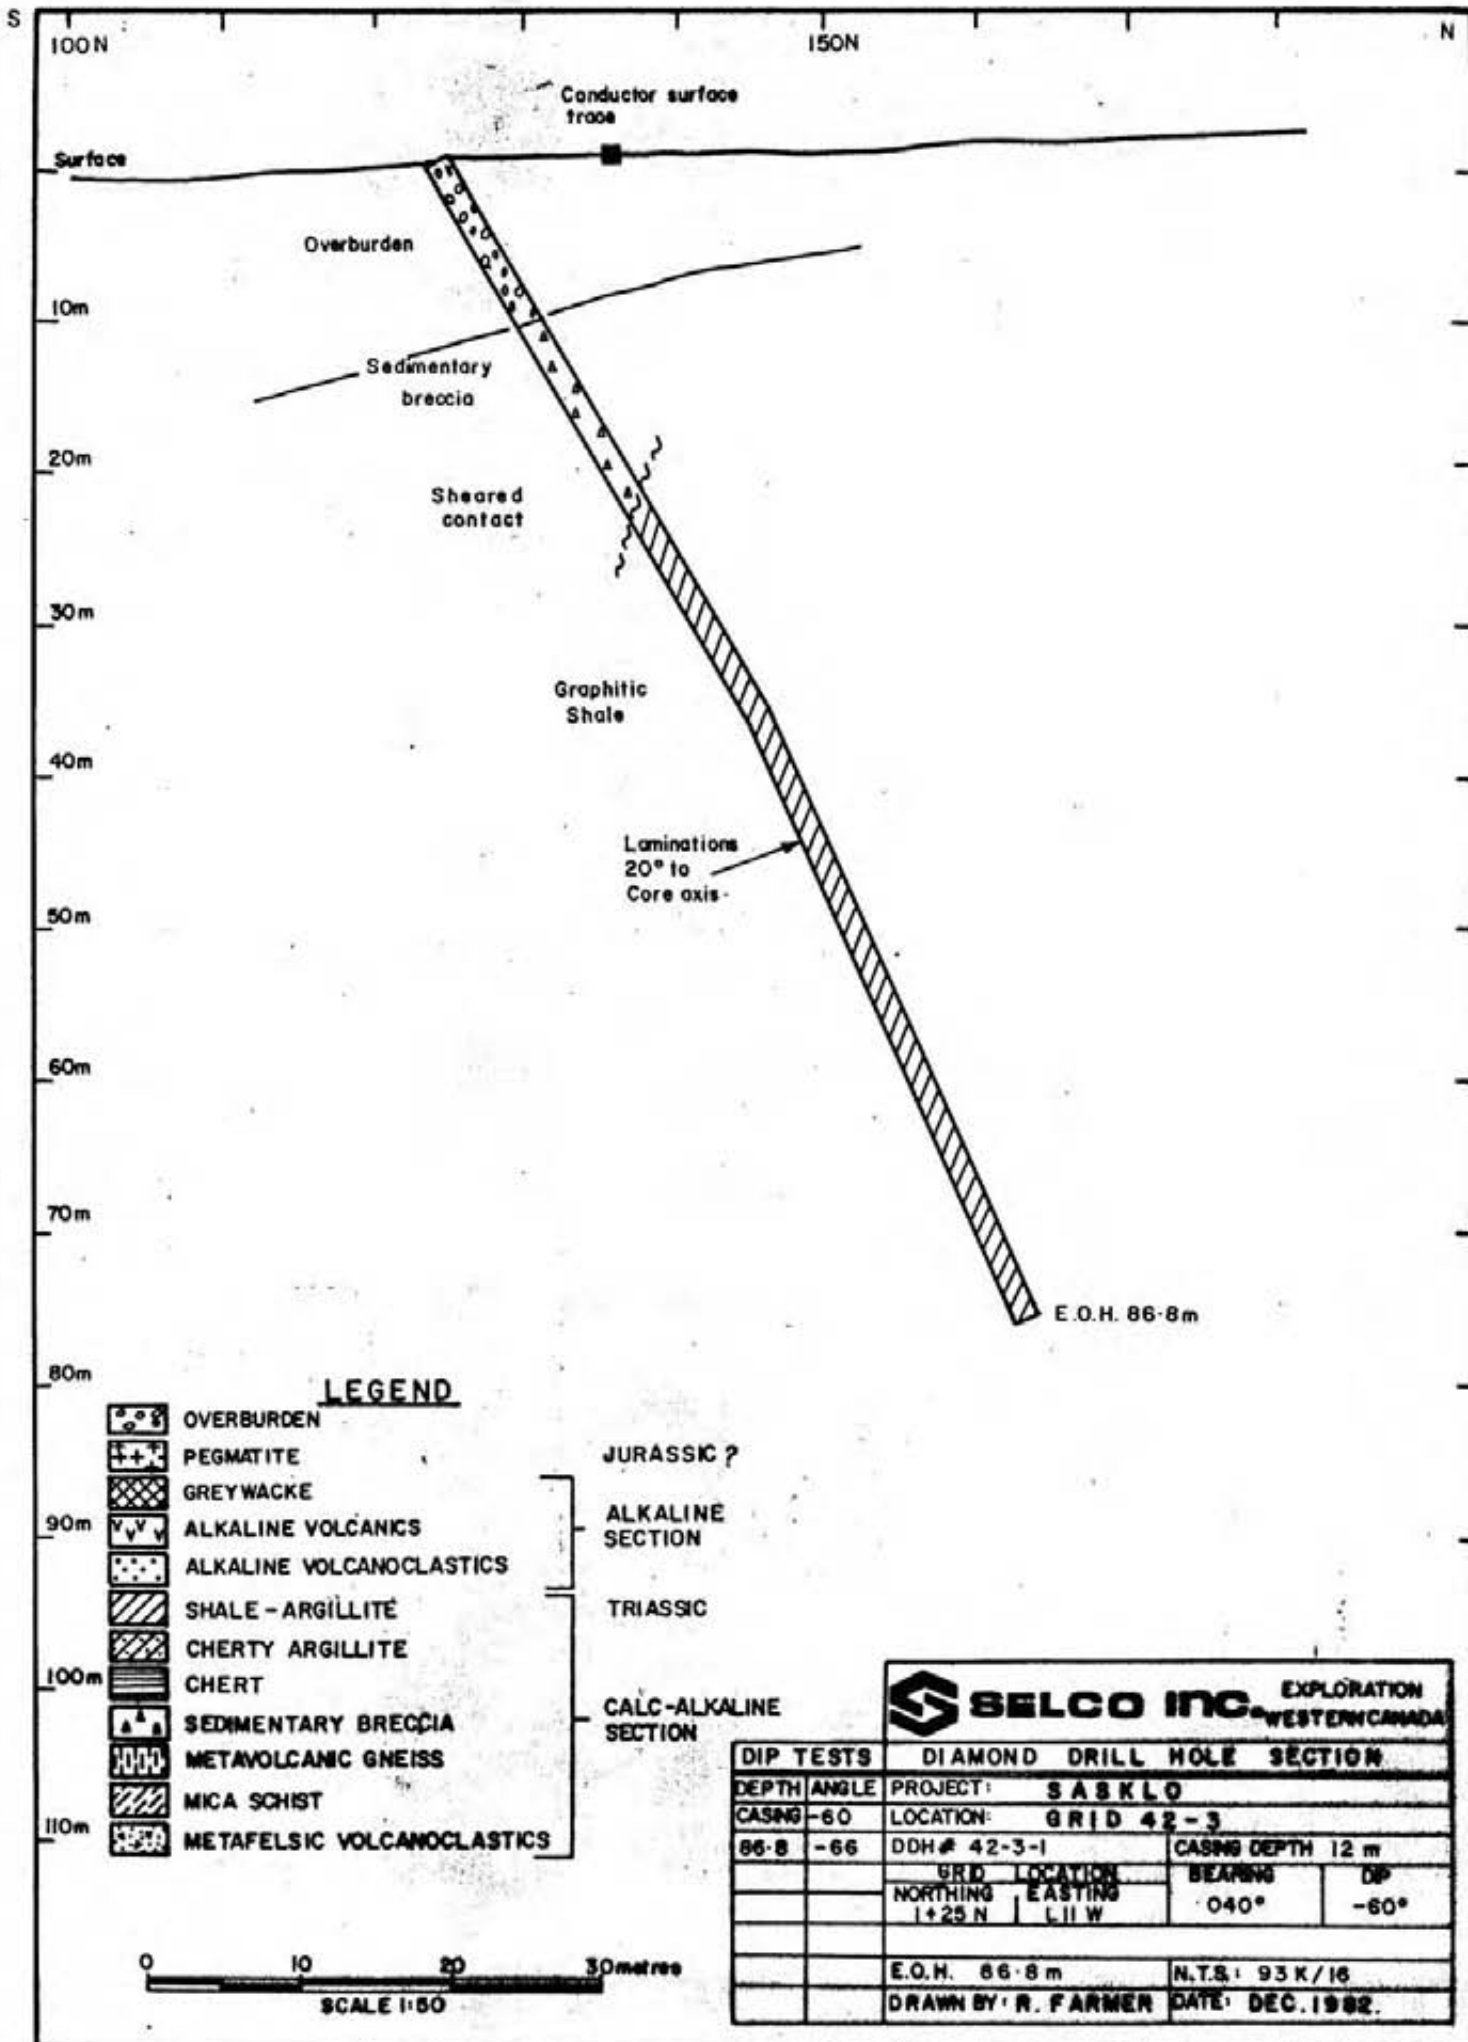 S
N
100N
150N
Conductor surface
trace
Surface
Overburden
10m
Sedimentary
breccia
20m
Sheared
contact
30m
Graphitic
Shale
40m
Laminations
20° to
Core axis
50m
60m
70m
E.O.H. 86·8m
80m
90m
100m
110m
LEGEND
OVERBURDEN
PEGMATITE
JURASSIC ?
GREYWACKE
ALKALINE VOLCANICS
ALKALINE VOLCANOCLASTICS
ALKALINE
SECTION
SHALE-ARGILLITE
TRIASSIC
CHERTY ARGILLITE
CHERT
SEDIMENTARY BRECCIA
METAVOLCANIC GNEISS
MICA SCHIST
METAFELSIC VOLCANOCLASTICS
CALC-ALKALINE
SECTION
0 10 20 30metres
SCALE 1:50
SELCO INC. EXPLORATION
WESTERN CANADA
DIP TESTS
DIAMOND DRILL HOLE SECTION
DEPTH ANGLE
PROJECT: SASKLO
CASING -60
LOCATION: GRID 42-3
86·8 -66
DDH# 42-3-1
CASING DEPTH 12 m
GRID LOCATION
BEARING
DIP
NORTHING
EASTING
1+25 N
L11 W
040°
-60°
E.O.H. 86·8m
N.T.S: 93 K/16
DRAWN BY: R. FARMER
DATE: DEC. 1982.